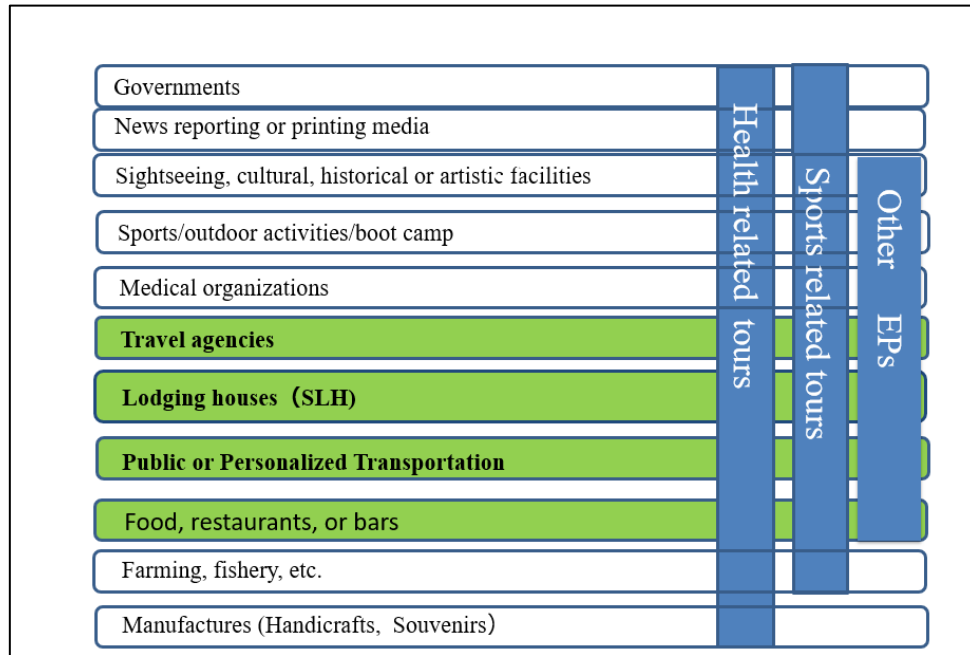 Governments
News reporting or printing media
Sightseeing, cultural, historical or artistic facilities
Sports/outdoor activities/boot camp
Medical organizations
Travel agencies
Lodging houses（SLH)
Public or Personalized Transportation
Food, restaurants, or bars
Farming, fishery, etc.
Manufactures (Handicrafts, Souvenirs）
Health related tours
Sports related tours
Other EPs